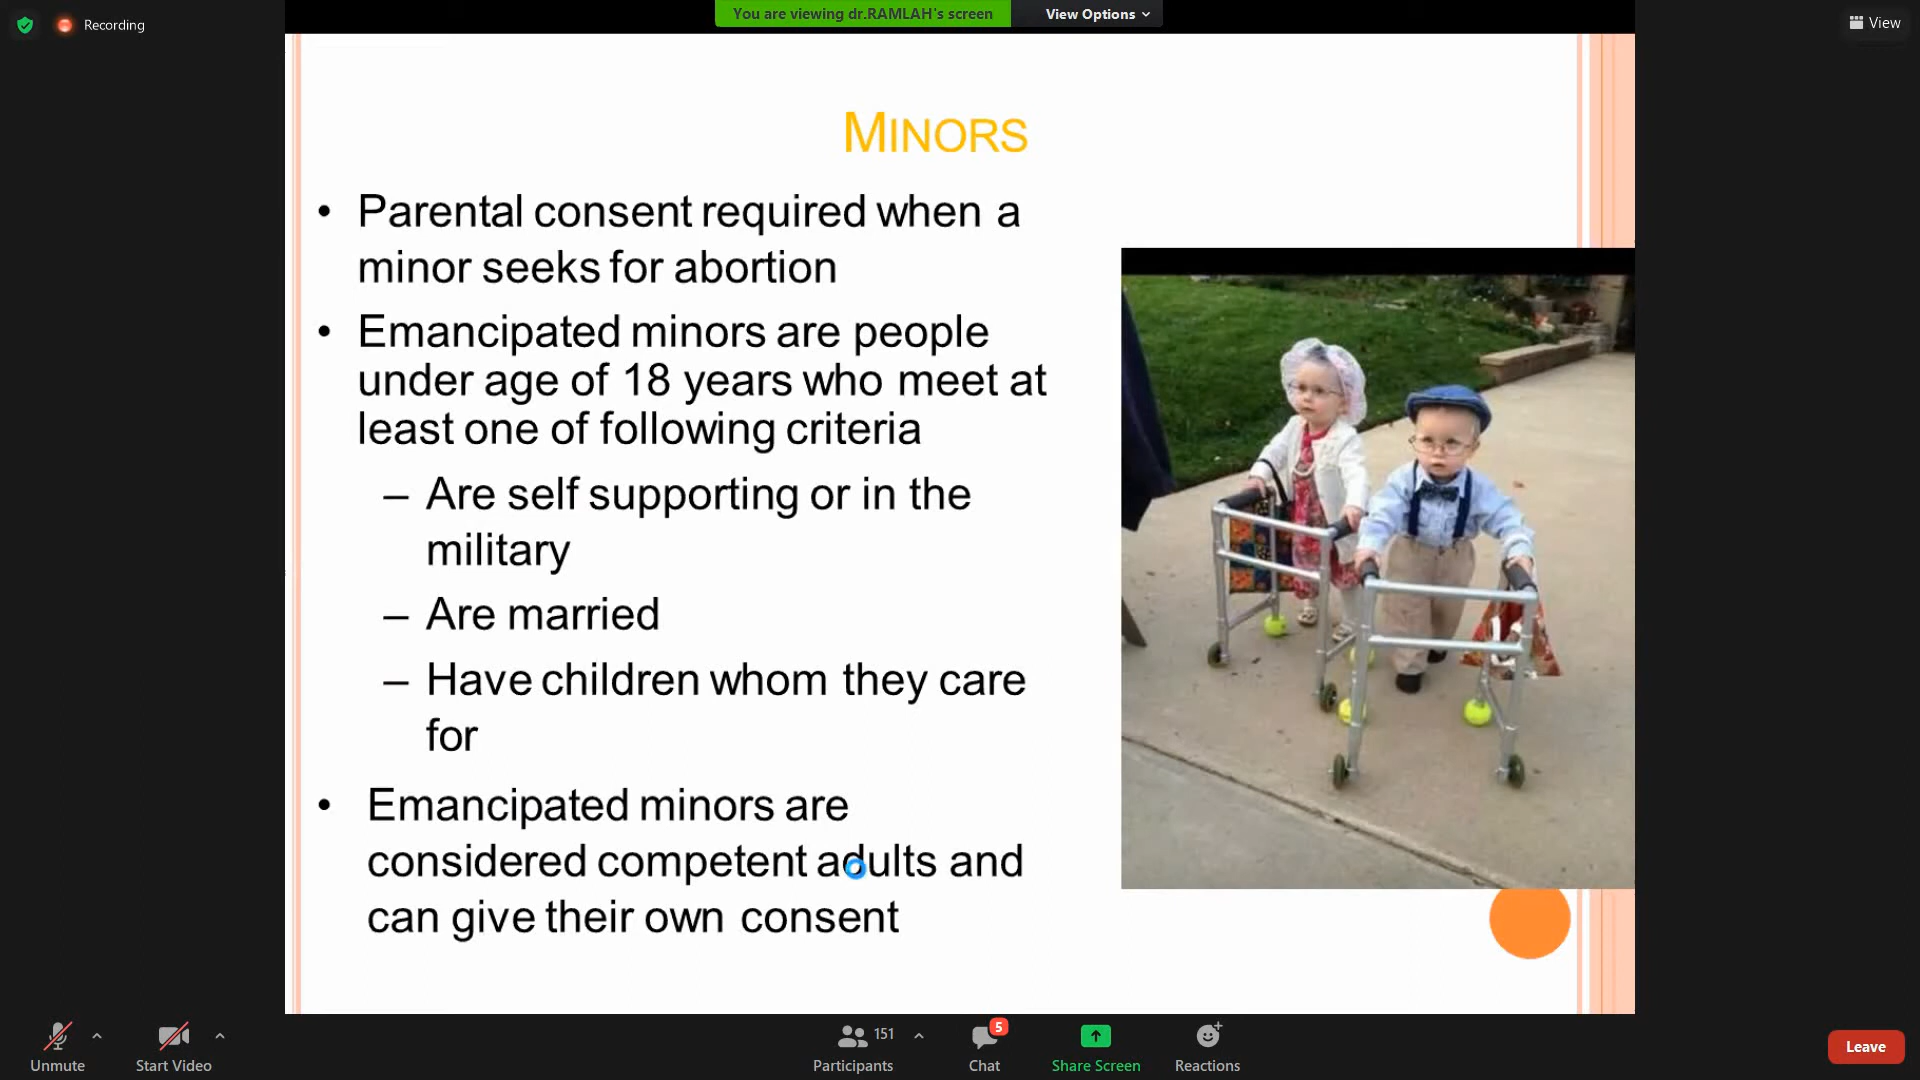 Recording
You are viewing dr.RAMLAH's screen
View Options
View
MINORS
• Parental consent required when a
minor seeks for abortion
• Emancipated minors are people
under age of 18 years who meet at
least one of following criteria
– Are self supporting or in the
military
– Are married
– Have children whom they care
for
• Emancipated minors are
considered competent adults and
can give their own consent
Unmute
Start Video
151
Participants
5
Chat
Share Screen
Reactions
Leave